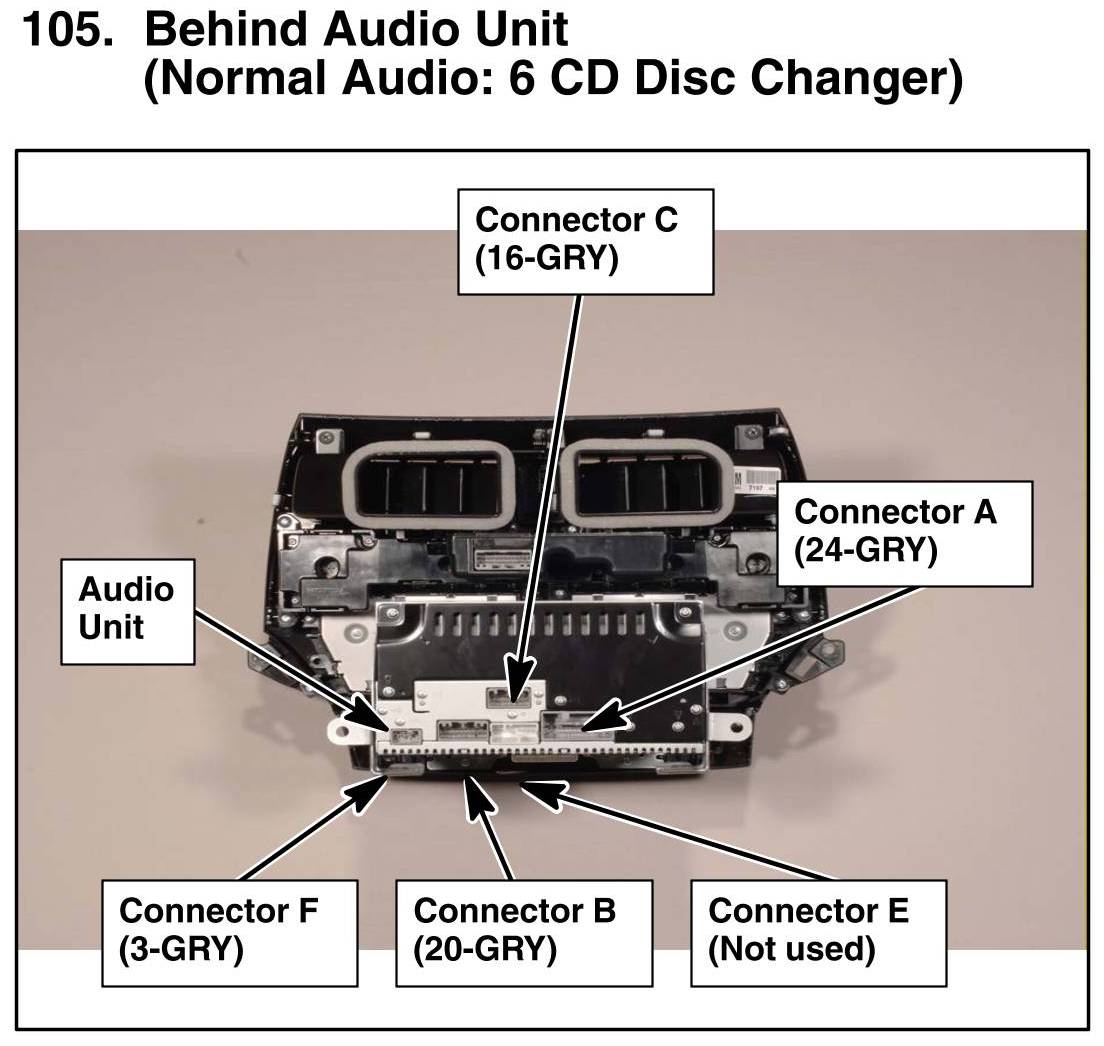 105. Behind Audio Unit
(Normal Audio: 6 CD Disc Changer)
Connector C
(16-GRY)
Connector A
(24-GRY)
Audio
Unit
Connector F
(3-GRY)
Connector B
(20-GRY)
Connector E
(Not used)